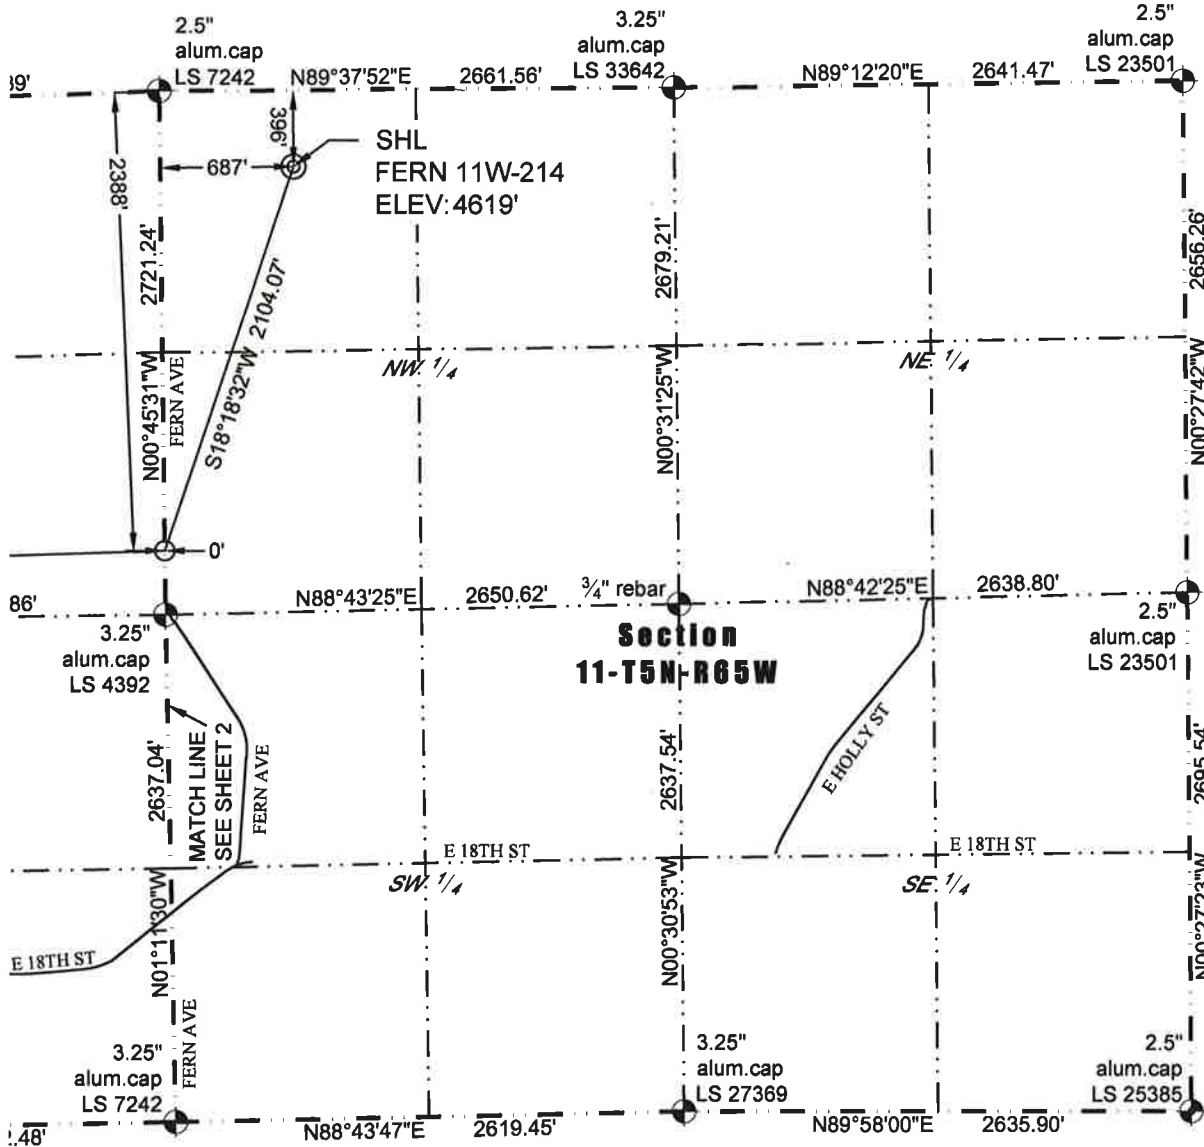 2.5"
alum.cap
LS 7242
3.25"
alum.cap
LS 33642
2.5"
alum.cap
LS 23501
39'
N89°37'52"E
2661.56'
N89°12'20"E
2641.47'
396'
687'
2388'
SHL
FERN 11W-214
ELEV:4619'
2721.24'
N00°45'31"W
FERN AVE
S18°18'32"W 2104.07'
2679.21'
N00°31'25"W
2656.26'
N00°27'42"W
NW 1/4
NE 1/4
0'
86'
N88°43'25"E
2650.62'
3/4" rebar
N88°42'25"E
2638.80'
3.25"
alum.cap
LS 4392
Section
11-T5N-R65W
2.5"
alum.cap
LS 23501
2637.04'
MATCH LINE
SEE SHEET 2
FERN AVE
2637.54'
E HOLLY ST
2695.54'
E 18TH ST
E 18TH ST
SW 1/4
SE 1/4
N01°11'30"W
N00°30'53"W
N00°27'23"W
E 18TH ST
FERN AVE
3.25"
alum.cap
LS 7242
3.25"
alum.cap
LS 27369
2.5"
alum.cap
LS 25385
2.48'
N88°43'47"E
2619.45'
N89°58'00"E
2635.90'